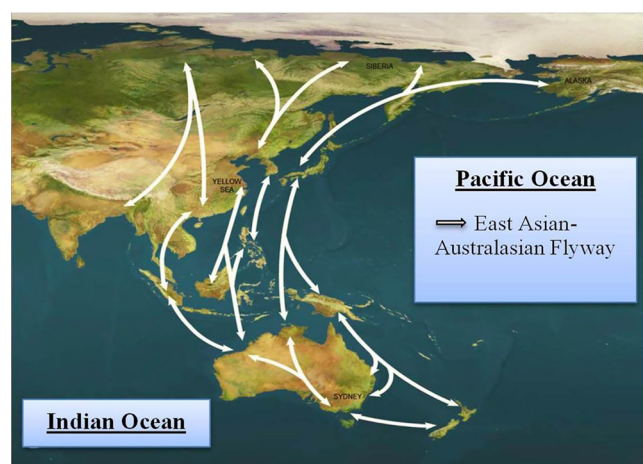 SIBERIA
ALASKA
YELLOW
SEA
Pacific Ocean
East Asian-
Australasian Flyway
SYDNEY
Indian Ocean